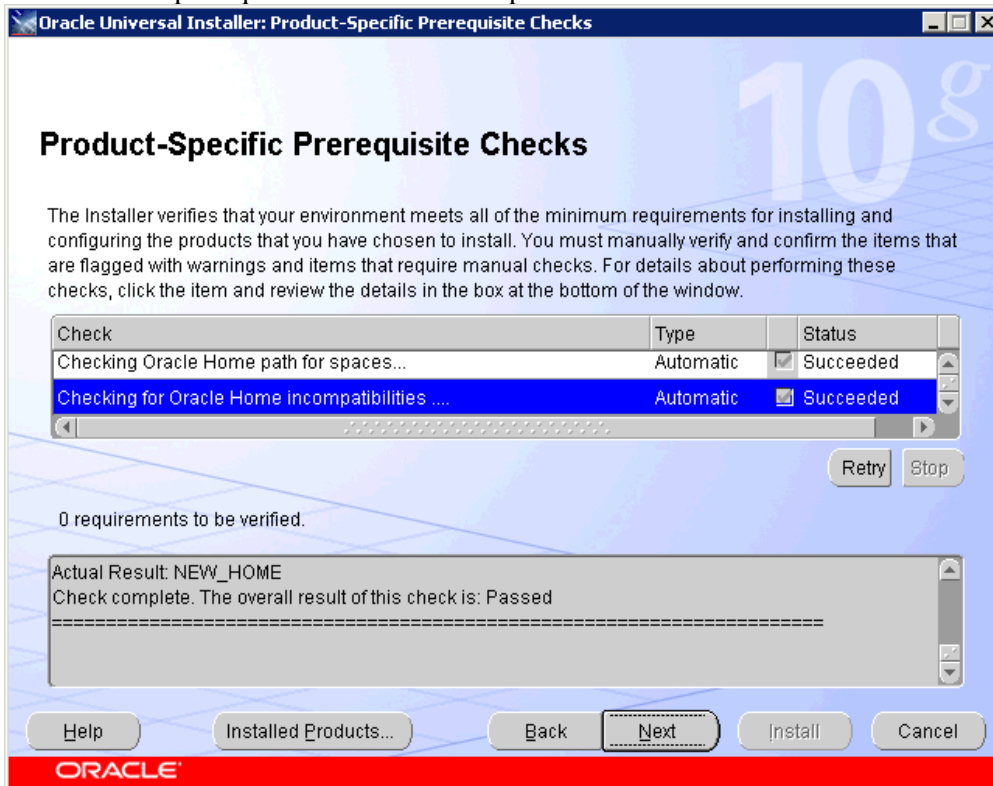 Oracle Universal Installer: Product-Specific Prerequisite Checks
10g
Product-Specific Prerequisite Checks
The Installer verifies that your environment meets all of the minimum requirements for installing and
configuring the products that you have chosen to install. You must manually verify and confirm the items that
are flagged with warnings and items that require manual checks. For details about performing these
checks, click the item and review the details in the box at the bottom of the window.
Check Type Status
Checking Oracle Home path for spaces... Automatic Succeeded
Checking for Oracle Home incompatibilities .... Automatic Succeeded
Retry Stop
0 requirements to be verified.
Actual Result: NEW_HOME
Check complete. The overall result of this check is: Passed
========================================================================
Help Installed Products... Back Next Install Cancel
ORACLE